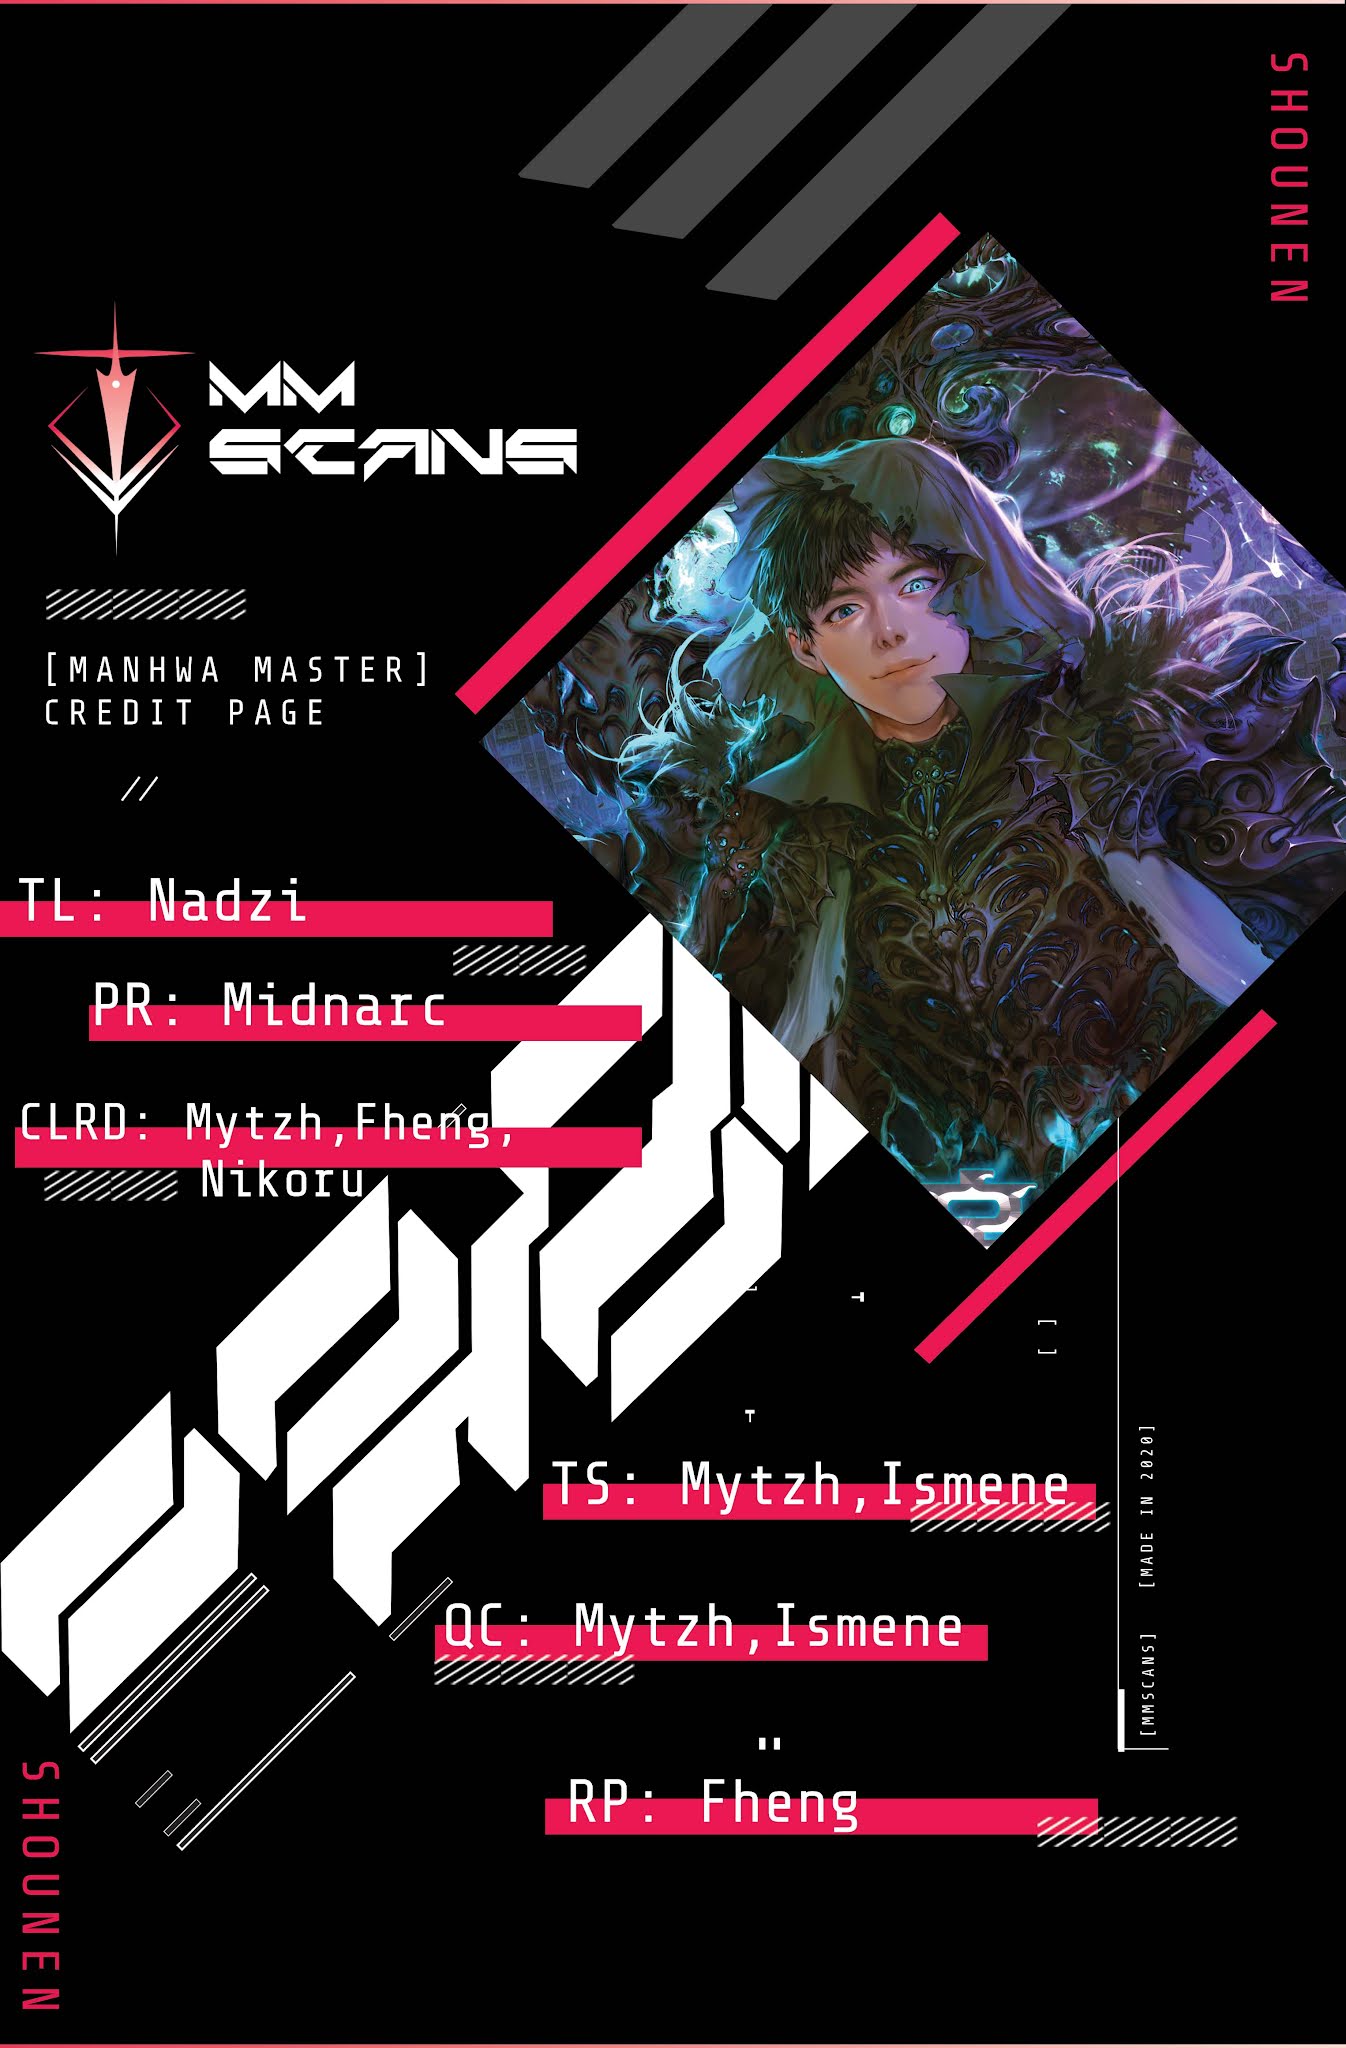 SHOUNEN
MM
SCANS
[MANHWA MASTER]
CREDIT PAGE
//
TL: Nadzi
PR: Midnarc
CLRD: Mytzh,Fheng,
Nikoru
TS: Mytzh,Ismene
QC: Mytzh,Ismene
RP: Fheng
[MADE IN 2020]
[MMSCANS]
SHOUNEN